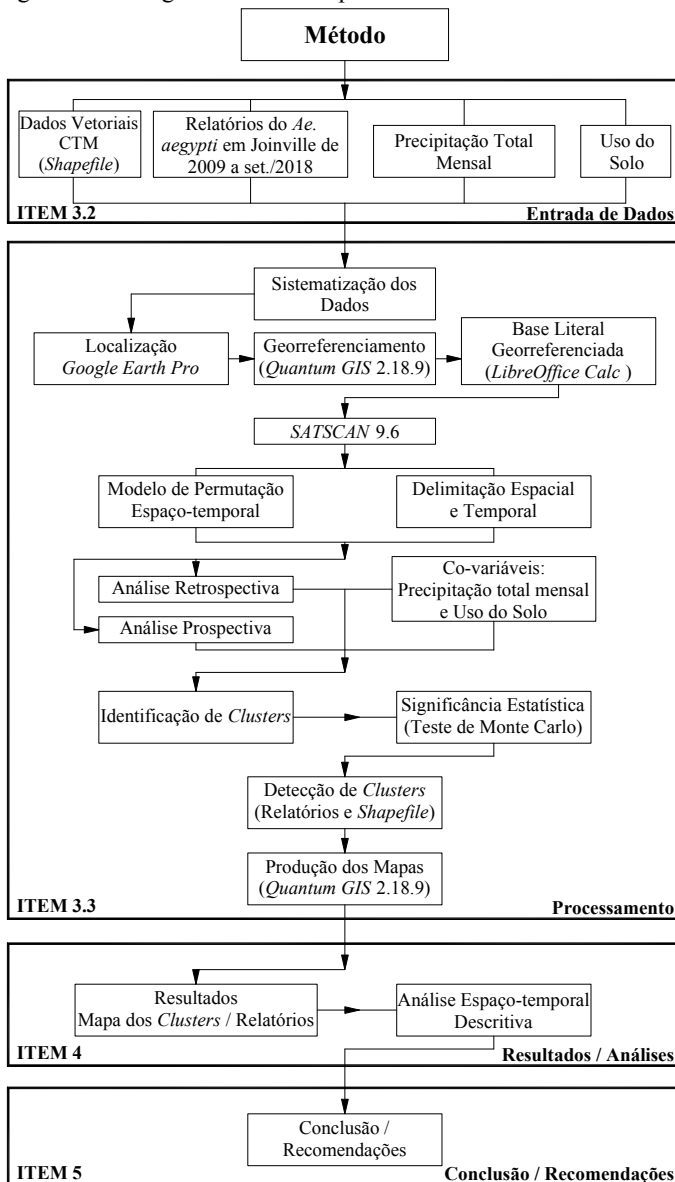 Método
Dados Vetoriais
CTM
(Shapefile)
Relatórios do Ae.
aegypti em Joinville de
2009 a set./2018
Precipitação Total
Mensal
Uso do
Solo
ITEM 3.2
Entrada de Dados
Sistematização dos
Dados
Localização
Google Earth Pro
Georreferenciamento
(Quantum GIS 2.18.9)
Base Literal
Georreferenciada
(LibreOffice Calc )
SATSCAN 9.6
Modelo de Permutação
Espaço-temporal
Delimitação Espacial
e Temporal
Análise Retrospectiva
Co-variáveis:
Precipitação total mensal
e Uso do Solo
Análise Prospectiva
Identificação de Clusters
Significância Estatística
(Teste de Monte Carlo)
Detecção de Clusters
(Relatórios e Shapefile)
Produção dos Mapas
(Quantum GIS 2.18.9)
ITEM 3.3
Processamento
Resultados
Mapa dos Clusters / Relatórios
Análise Espaço-temporal
Descritiva
ITEM 4
Resultados / Análises
Conclusão /
Recomendações
ITEM 5
Conclusão / Recomendações